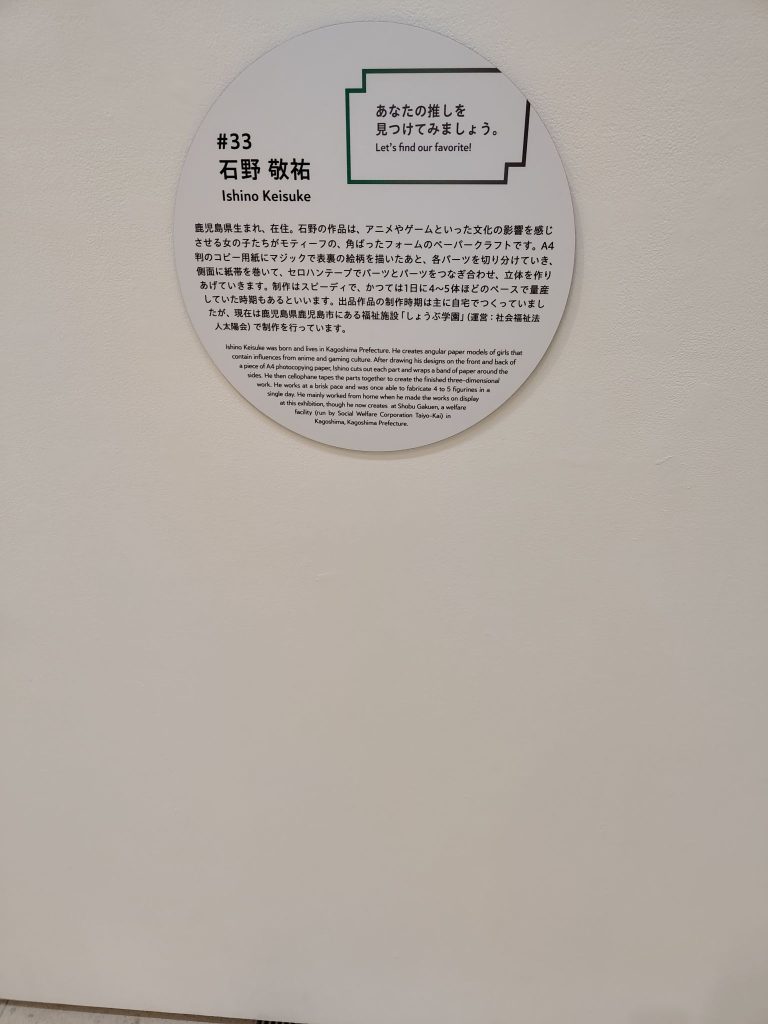 あなたの推しを
見つけてみましょう。
Let's find our favorite!
#33
石野 敬祐
Ishino Keisuke
鹿児島県生まれ、在住。石野の作品は、アニメやゲームといった文化の影響を感じ
させる女の子たちがモティーフの、角ばったフォームのペーパークラフトです。A4
判のコピー用紙にマジックで表裏の絵柄を描いたあと、各パーツを切り分けていき、
側面に紙帯を巻いて、セロハンテープでパーツとパーツをつなぎ合わせ、立体を作り
あげていきます。制作はスピーディで、かつては1日に4〜5体ほどのペースで量産
していた時期もあるといいます。出品作品の制作時期は主に自宅でつくっていまし
たが、現在は鹿児島県鹿児島市にある福祉施設「しょうぶ学園」(運営：社会福祉法
人太陽会) で制作を行っています。
Ishino Keisuke was born and lives in Kagoshima Prefecture. He creates angular paper models of girls that
contain influences from anime and gaming culture. After drawing his designs on the front and back of
a piece of A4 photocopying paper, Ishino cuts out each part and wraps a band of paper around the
sides. He then cellophane tapes the parts together to create the finished three-dimensional
work. He works at a brisk pace and was once able to fabricate 4 to 5 figurines in a
single day. He mainly worked from home when he made the works on display
at this exhibition, though he now creates at Shobu Gakuen, a welfare
facility (run by Social Welfare Corporation Taiyo-Kai) in
Kagoshima, Kagoshima Prefecture.